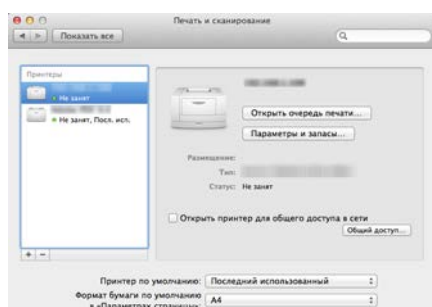 Печать и сканирование
Показать все
Принтеры
Не занят
Не занят, Посл. исп.
Открыть очередь печати...
Параметры и запасы...
Размещение:
Тип:
Статус: Не занят
Открыть принтер для общего доступа в сети
Общий доступ...
+ −
Принтер по умолчанию: Последний использованный
Формат бумаги по умолчанию
в «Параметрах страницы»: A4